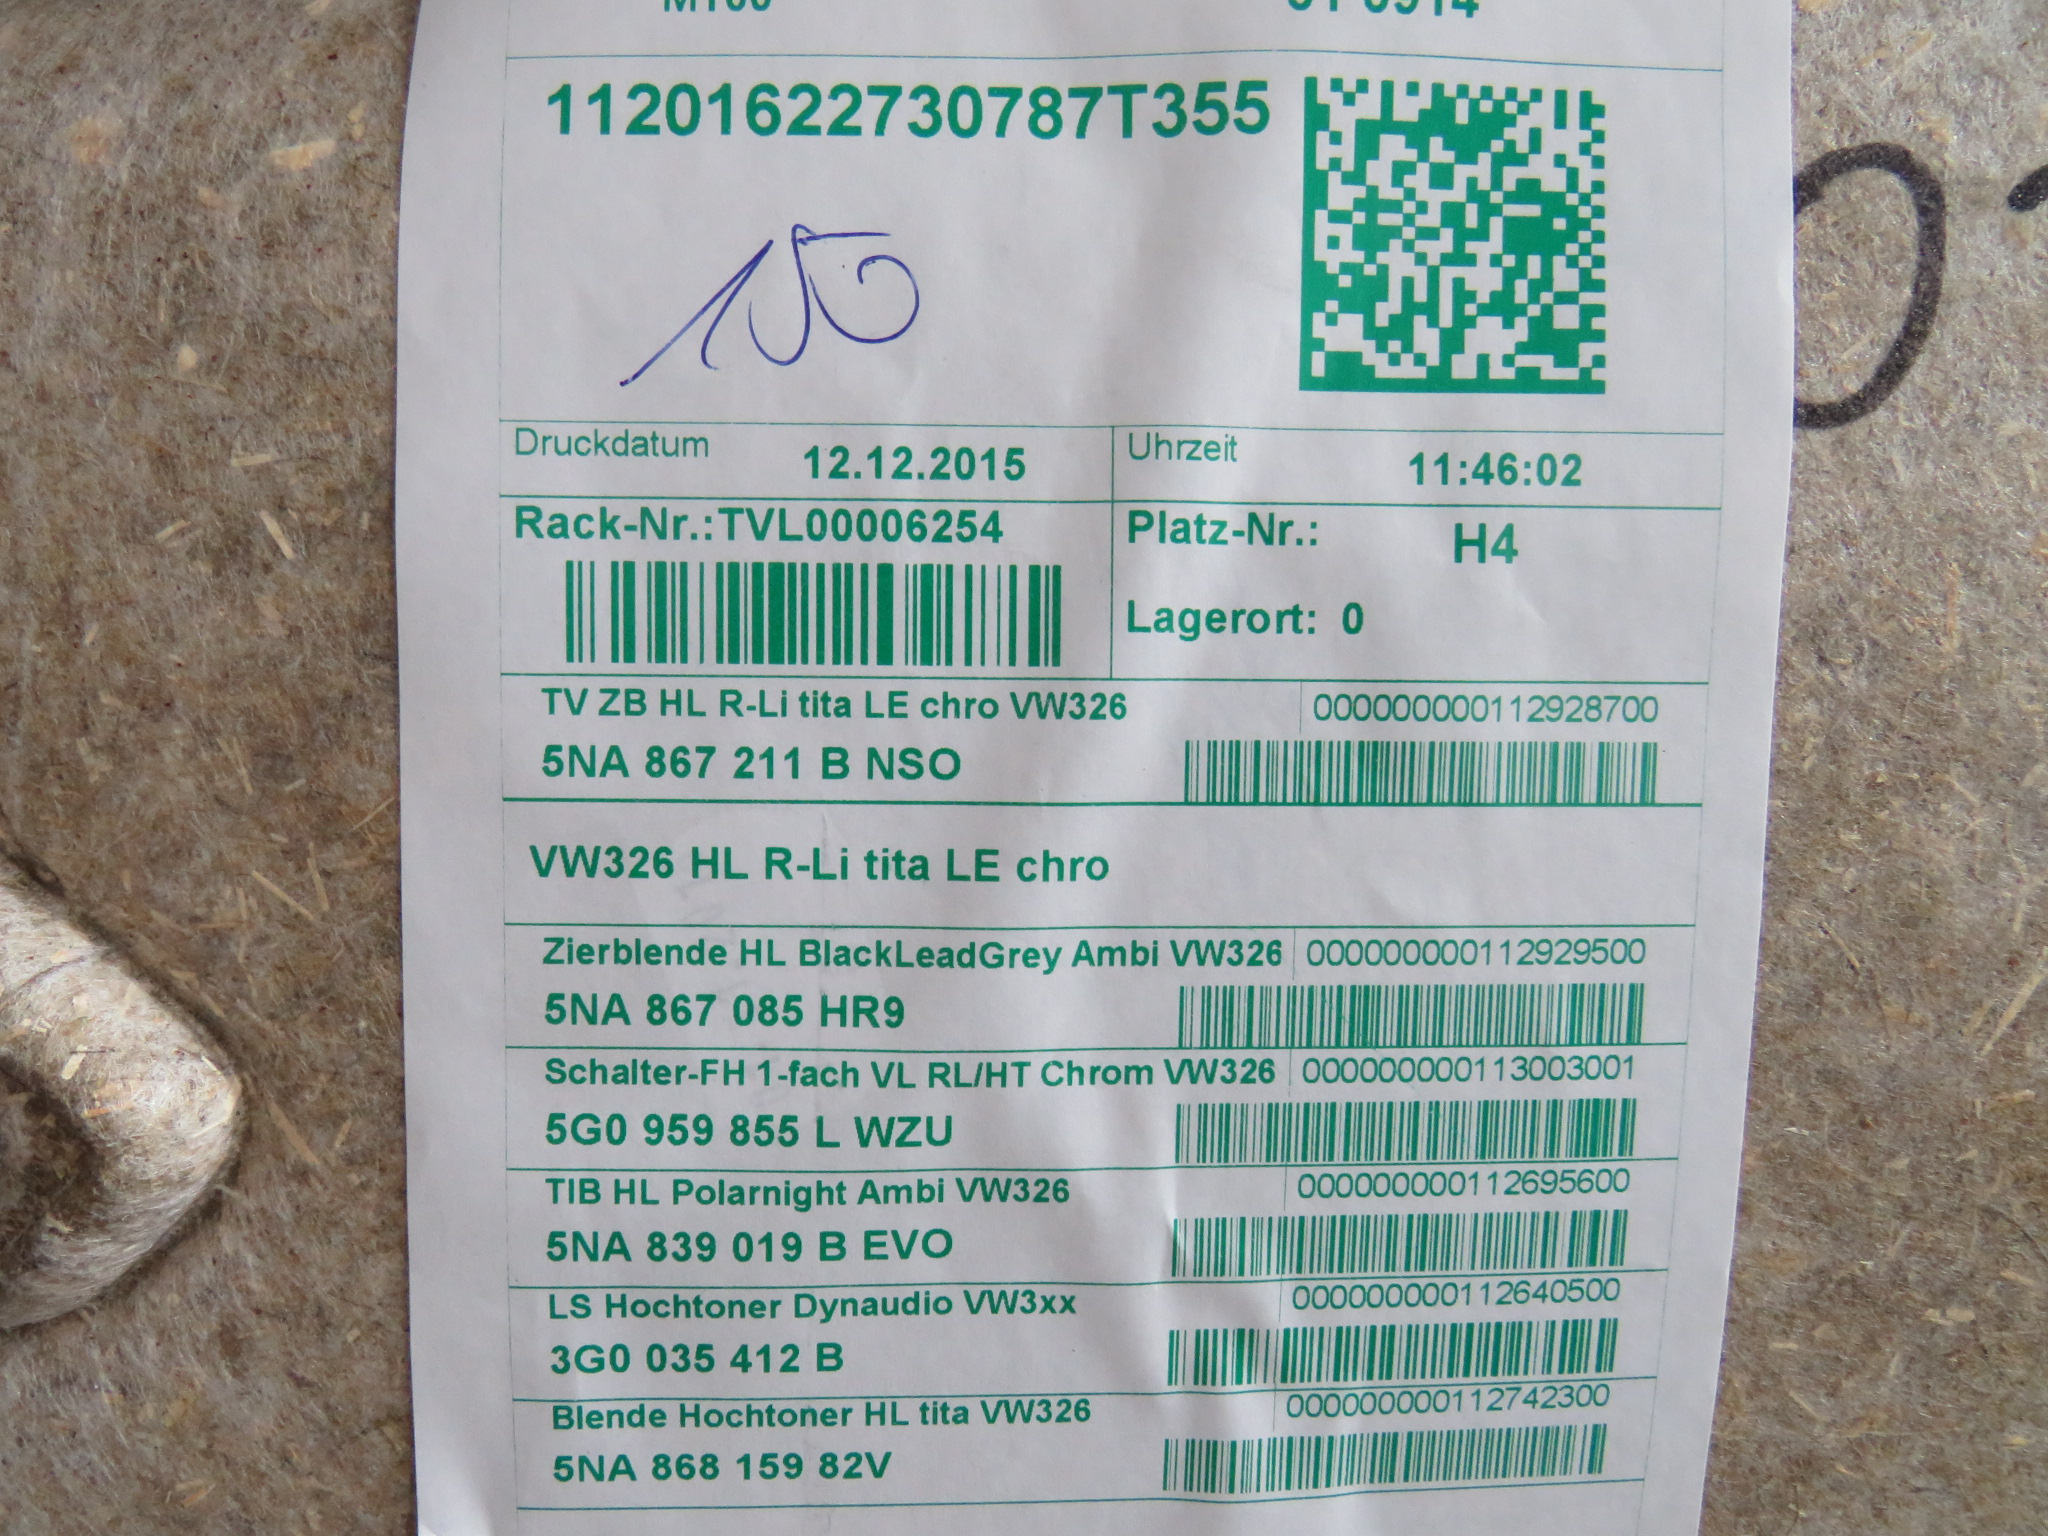 11201622730787T355
Druckdatum 12.12.2015 Uhrzeit 11:46:02
Rack-Nr.:TVL00006254 Platz-Nr.: H4
Lagerort: 0
TV ZB HL R-Li tita LE chro VW326 000000000112928700
5NA 867 211 B NSO
VW326 HL R-Li tita LE chro
Zierblende HL BlackLeadGrey Ambi VW326 000000000112929500
5NA 867 085 HR9
Schalter-FH 1-fach VL RL/HT Chrom VW326 000000000113003001
5G0 959 855 L WZU
TIB HL Polarnight Ambi VW326 000000000112695600
5NA 839 019 B EVO
LS Hochtoner Dynaudio VW3xx 000000000112640500
3G0 035 412 B
Blende Hochtoner HL tita VW326 000000000112742300
5NA 868 159 82V